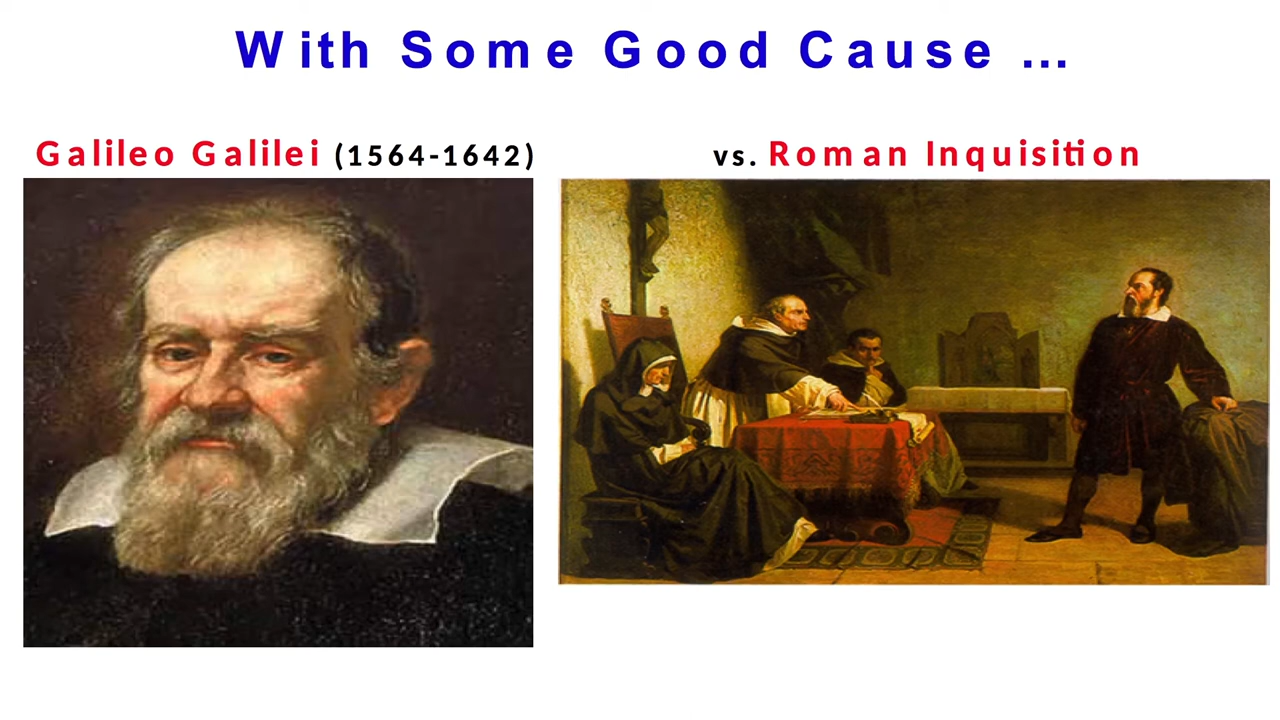 With Some Good Cause ...
Galileo Galilei (1564-1642)
vs. Roman Inquisition